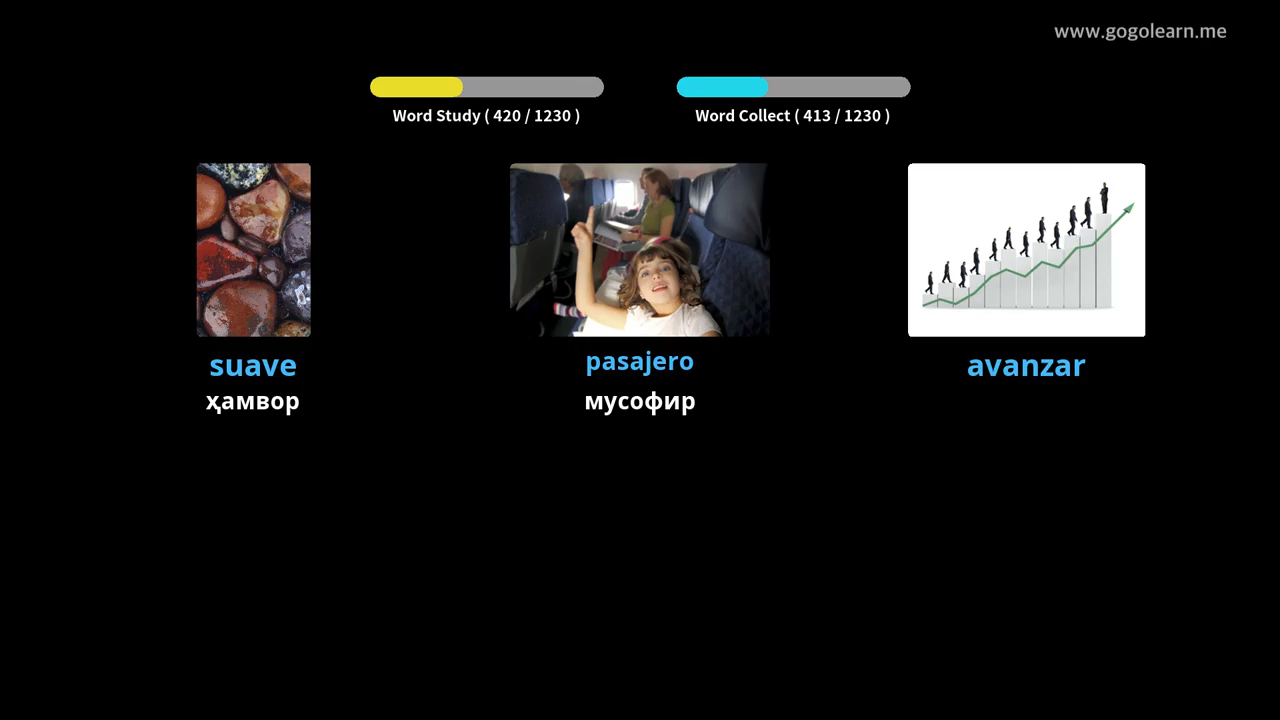 www.gogolearn.me
Word Study ( 420 / 1230 )
Word Collect ( 413 / 1230 )
suave
ҳамвор
pasajero
мусофир
avanzar